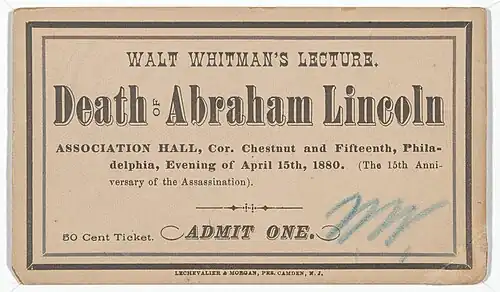 WALT WHITMAN'S LECTURE.
Death OF Abraham Lincoln
ASSOCIATION HALL, Cor. Chestnut and Fifteenth, Phila-
delphia, Evening of April 15th, 1880. (The 15th Anni-
versary of the Assassination).
50 Cent Ticket. ADMIT ONE.
LECHEVALIER & MORGAN, PRS. CAMDEN, N. J.